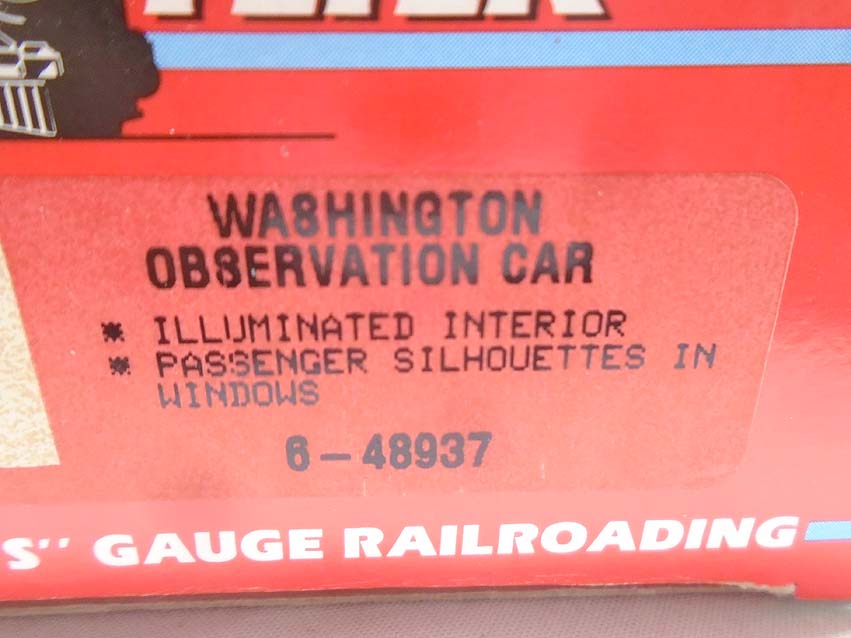 WASHINGTON
OBSERVATION CAR
* ILLUMINATED INTERIOR
* PASSENGER SILHOUETTES IN
WINDOWS
6-48937
S" GAUGE RAILROADING